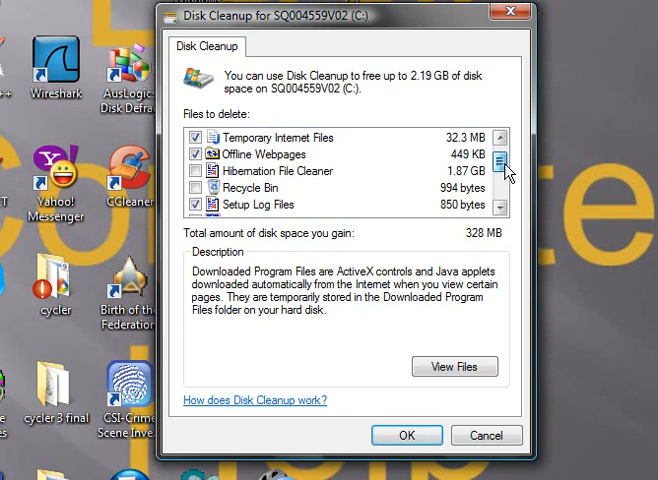 Disk Cleanup for SQ004559V02 (C:)
Disk Cleanup
You can use Disk Cleanup to free up to 2.19 GB of disk
space on SQ004559V02 (C:).
Files to delete:
Temporary Internet Files 32.3 MB
Offline Webpages 449 KB
Hibernation File Cleaner 1.87 GB
Recycle Bin 994 bytes
Setup Log Files 850 bytes
Total amount of disk space you gain: 328 MB
Description
Downloaded Program Files are ActiveX controls and Java applets
downloaded automatically from the Internet when you view certain
pages. They are temporarily stored in the Downloaded Program
Files folder on your hard disk.
View Files
How does Disk Cleanup work?
OK Cancel
++
Wireshark
AusLogics
Disk Defra
Yahoo!
Messenger
CCleaner
cycler
Birth of the
Federation
cycler 3 final
CSI-Crime
Scene Inve
te
Help